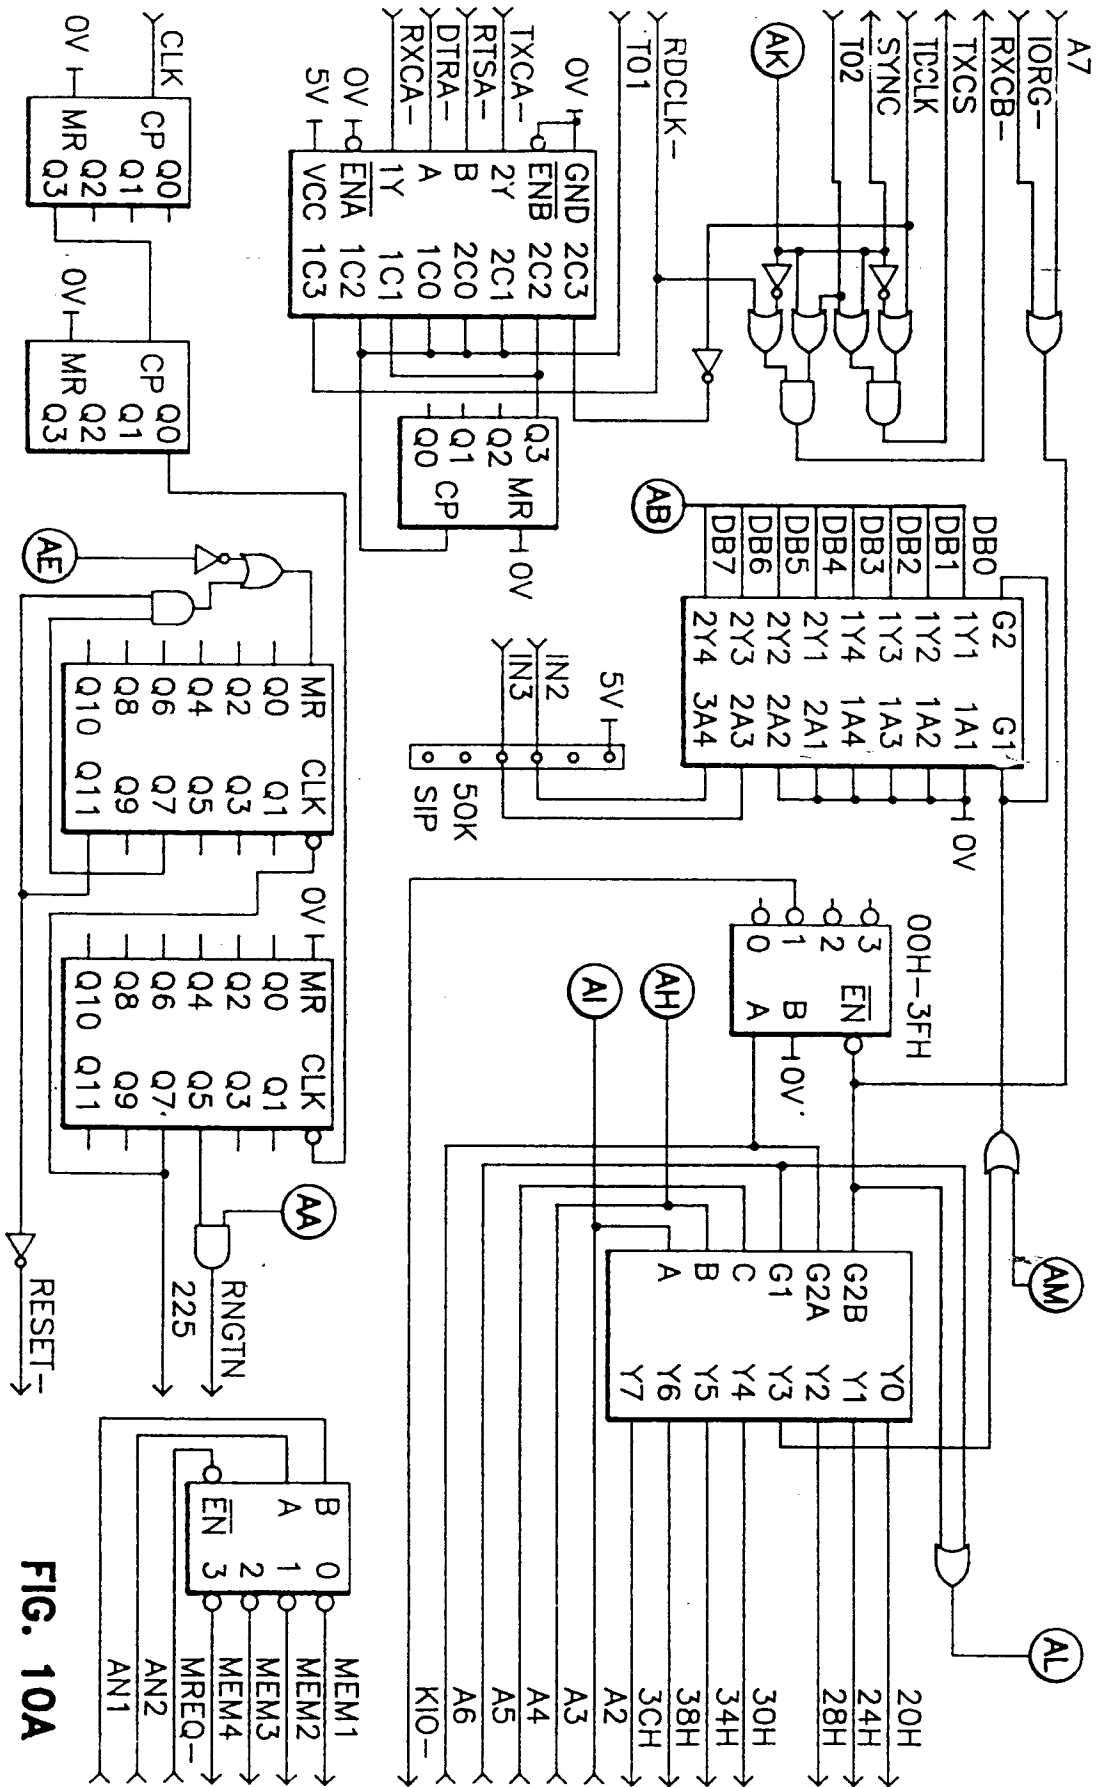 A7
IORG-
RXCB-
TXCS
TDCLK
SYNC
TO2
AK
RDCLK-
TO1
0V
TXCA-
RTSA-
DTRA-
RXCA-
0V
5V
GND 2C3
ENB 2C2
2Y 2C1
B 2C0
A 1C0
1Y 1C1
ENA 1C2
VCC 1C3
CLK
0V
CP Q0
Q1
Q2
MR Q3
0V
CP Q0
Q1
Q2
MR Q3
Q3 MR
Q2
Q1
Q0 CP
0V
AB
DB0
DB1
DB2
DB3
DB4
DB5
DB6
DB7
G2 G1
1Y1 1A1
1Y2 1A2
1Y3 1A3
1Y4 1A4
2Y1 2A1
2Y2 2A2
2Y3 2A3
2Y4 3A4
0V
5V
IN2
IN3
50K
SIP
AE
MR CLK
Q0 Q1
Q2 Q3
Q4 Q5
Q6 Q7
Q8 Q9
Q10 Q11
0V
MR CLK
Q0 Q1
Q2 Q3
Q4 Q5
Q6 Q7
Q8 Q9
Q10 Q11
AA
RNGTN
225
RESET-
00H-3FH
3 EN
2
1 B
0 A
0V
AH
AI
AM
AL
G2B Y0
G2A Y1
G1 Y2
C Y3
B Y4
A Y5
Y6
Y7
20H
24H
28H
30H
34H
38H
3CH
A2
A3
A4
A5
A6
KIO-
B 0
A 1
2
EN 3
MEM1
MEM2
MEM3
MEM4
MREQ-
AN2
AN1
FIG. 10A